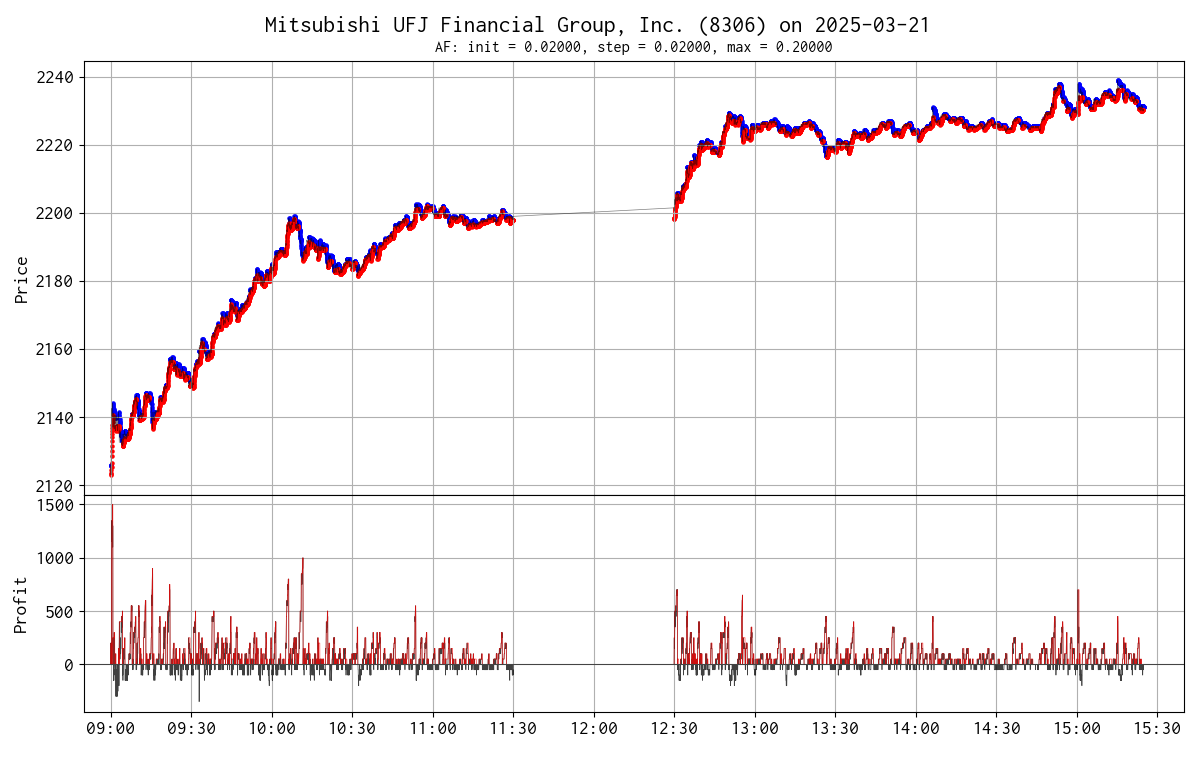 Mitsubishi UFJ Financial Group, Inc. (8306) on 2025-03-21
AF: init = 0.02000, step = 0.02000, max = 0.20000
2240
2220
2200
2180
2160
2140
2120
Price
1500
1000
500
0
Profit
09:00 09:30 10:00 10:30 11:00 11:30 12:00 12:30 13:00 13:30 14:00 14:30 15:00 15:30